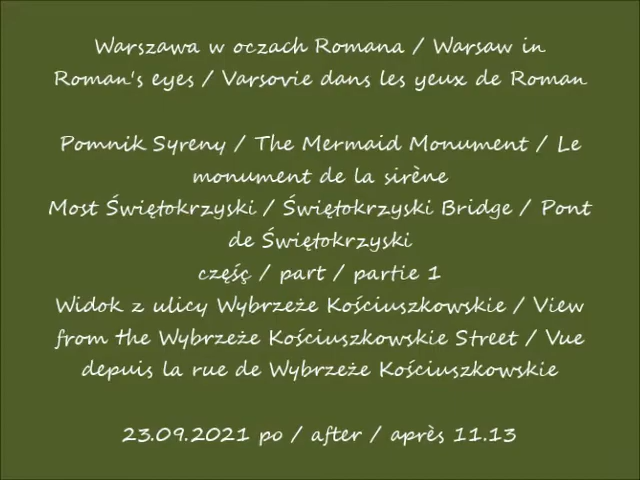 Warszawa w oczach Romana / Warsaw in
Roman's eyes / Varsovie dans les yeux de Roman
Pomnik Syreny / The Mermaid Monument / Le
monument de la sirène
Most Świętokrzyski / Świętokrzyski Bridge / Pont
de Świętokrzyski
częśç / part / partie 1
Widok z ulicy Wybrzeże Kościuszkowskie / View
from the Wybrzeże Kościuszkowskie Street / Vue
depuis la rue de Wybrzeże Kościuszkowskie
23.09.2021 po / after / après 11.13